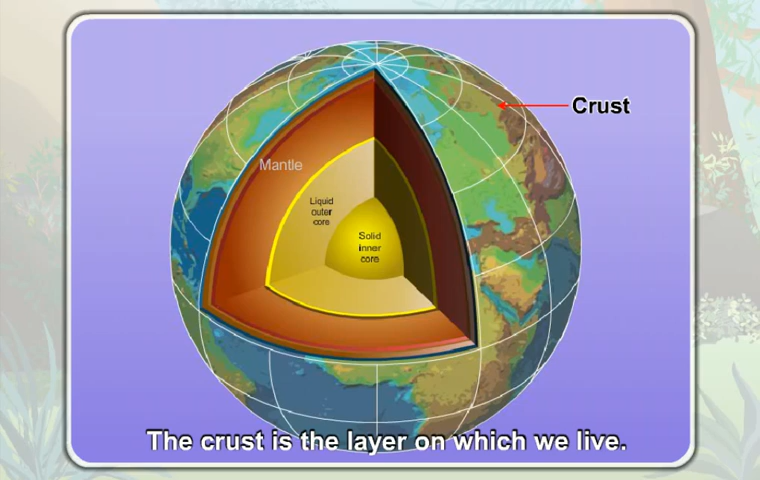 Crust
Mantle
Liquid
outer
core
Solid
inner
core
The crust is the layer on which we live.